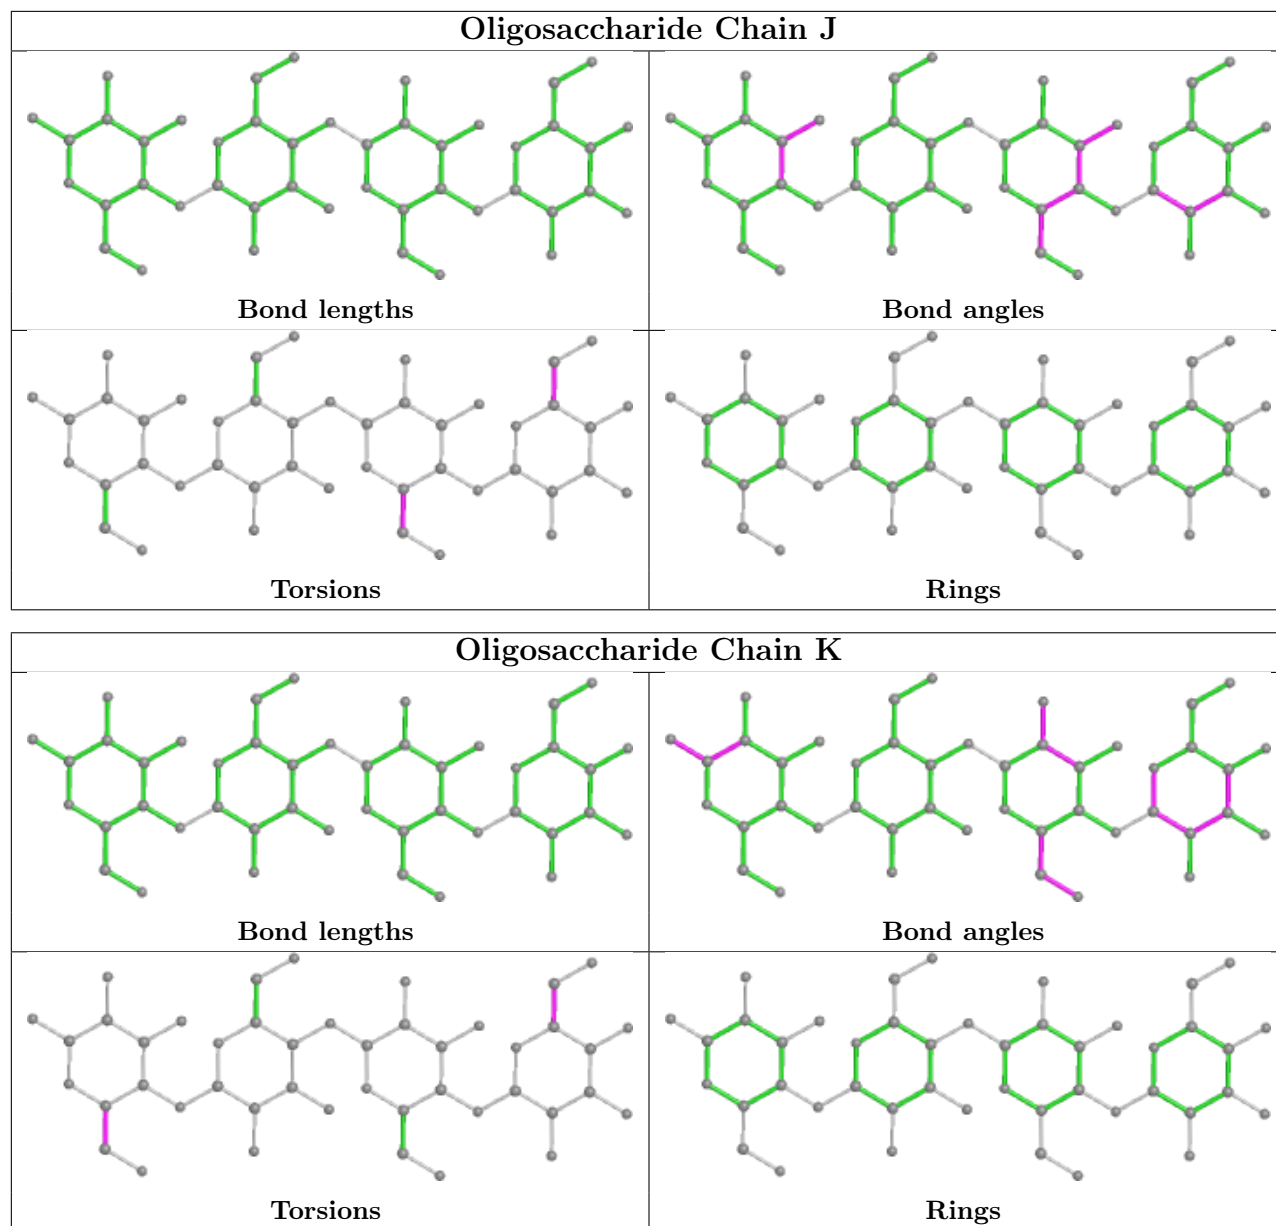 Oligosaccharide Chain J
Bond lengths
Bond angles
Torsions
Rings
Oligosaccharide Chain K
Bond lengths
Bond angles
Torsions
Rings